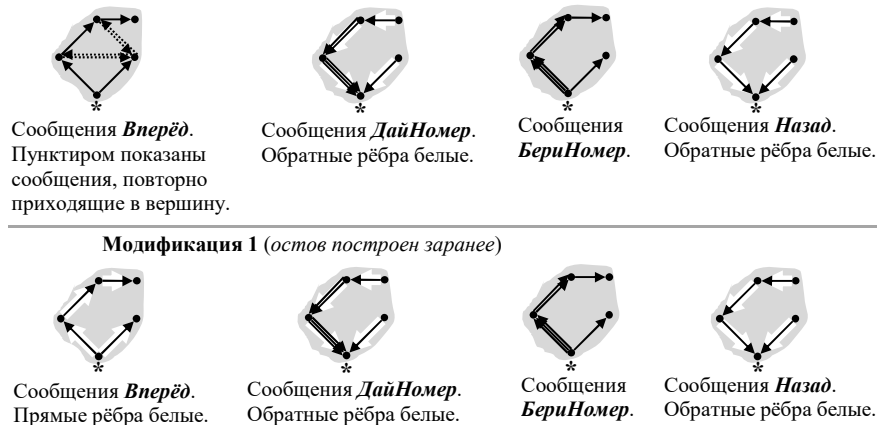 *
*
*
*
Сообщения Вперёд.
Пунктиром показаны
сообщения, повторно
приходящие в вершину.
Сообщения ДайНомер.
Обратные рёбра белые.
Сообщения
БериНомер.
Сообщения Назад.
Обратные рёбра белые.
Модификация 1 (остов построен заранее)
*
*
*
*
Сообщения Вперёд.
Прямые рёбра белые.
Сообщения ДайНомер.
Обратные рёбра белые.
Сообщения
БериНомер.
Сообщения Назад.
Обратные рёбра белые.